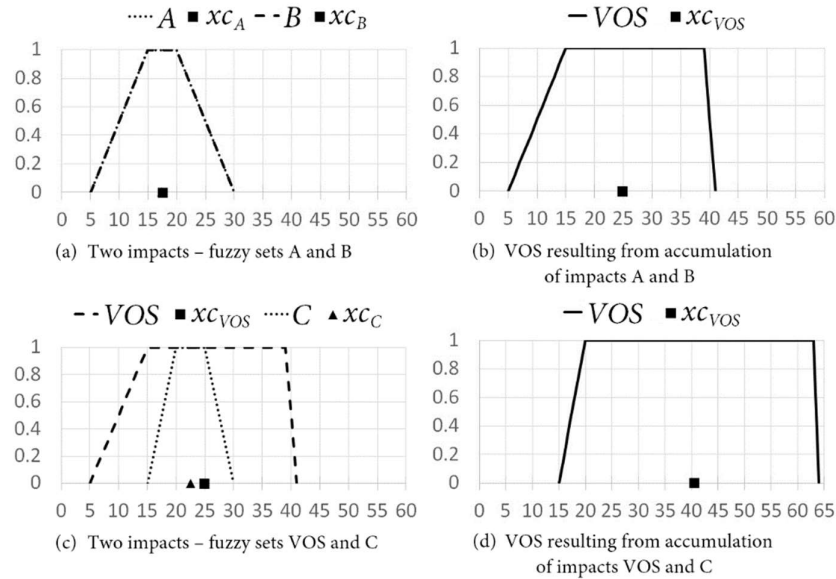 A xc_A B xc_B
1
0.8
0.6
0.4
0.2
0
0 5 10 15 20 25 30 35 40 45 50 55 60
(a) Two impacts – fuzzy sets A and B
VOS xc_VOS
1
0.8
0.6
0.4
0.2
0
0 5 10 15 20 25 30 35 40 45 50 55 60
(b) VOS resulting from accumulation
of impacts A and B
VOS xc_VOS C xc_C
1
0.8
0.6
0.4
0.2
0
0 5 10 15 20 25 30 35 40 45 50 55 60
(c) Two impacts – fuzzy sets VOS and C
VOS xc_VOS
1
0.8
0.6
0.4
0.2
0
0 5 10 15 20 25 30 35 40 45 50 55 60 65
(d) VOS resulting from accumulation
of impacts VOS and C